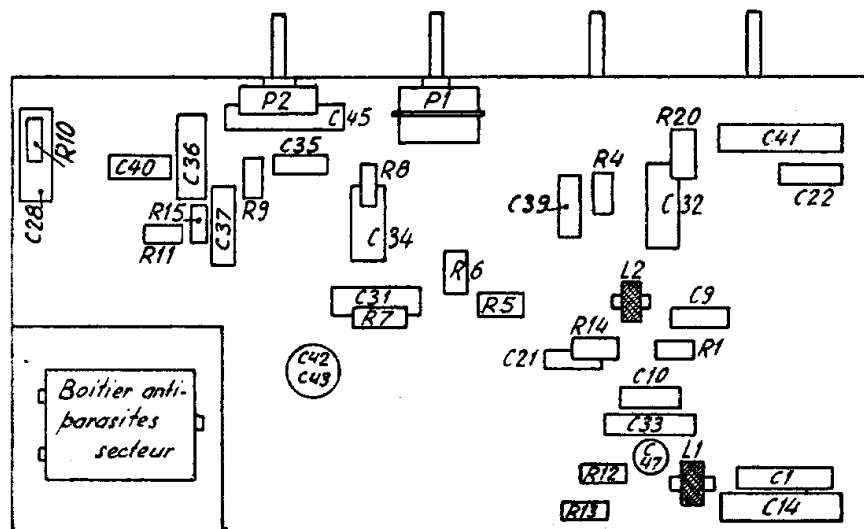 P2
P1
C45
R10
C36
R20
C41
C40
C35
R8
R4
C22
C28
R15
R9
C39
C32
R11
C37
C34
R6
L2
C31
R5
C9
R7
R14
C42
C43
C21
R1
Boîtier anti-
parasites
secteur
C10
C33
C
47
L1
R12
C1
R13
C14